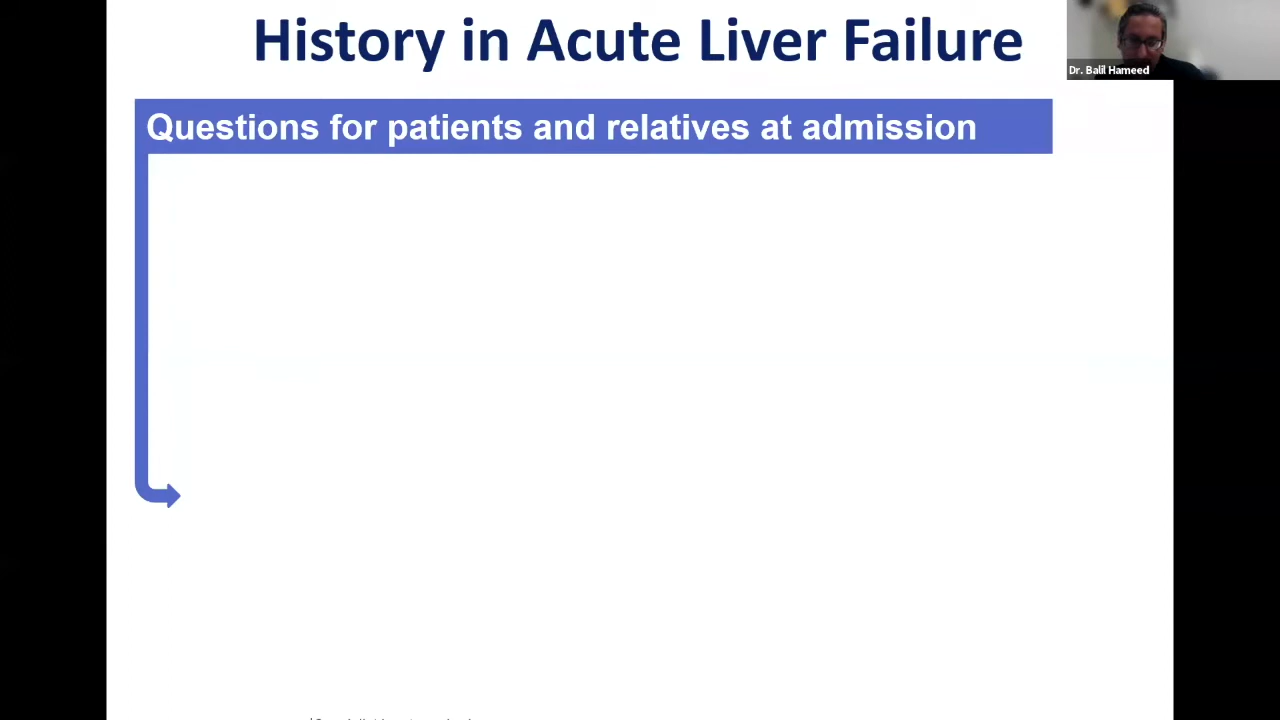 History in Acute Liver Failure
Dr. Balil Hameed
Questions for patients and relatives at admission